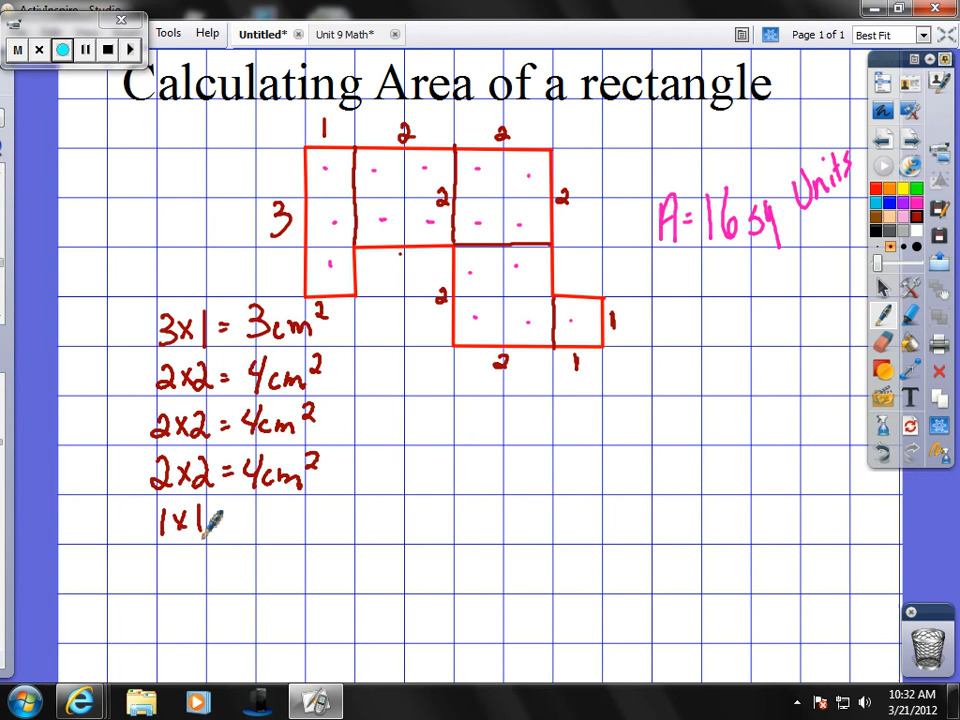 ActivInspire - Studio
M
Tools Help Untitled* Unit 9 Math* Page 1 of 1 Best Fit
Calculating Area of a rectangle
1 2 2
3 2 2
A=16 sq Units
2 1
2 1
3x1 = 3cm²
2x2 = 4cm²
2x2 = 4cm²
2x2 = 4cm²
1x1
T
10:32 AM
3/21/2012